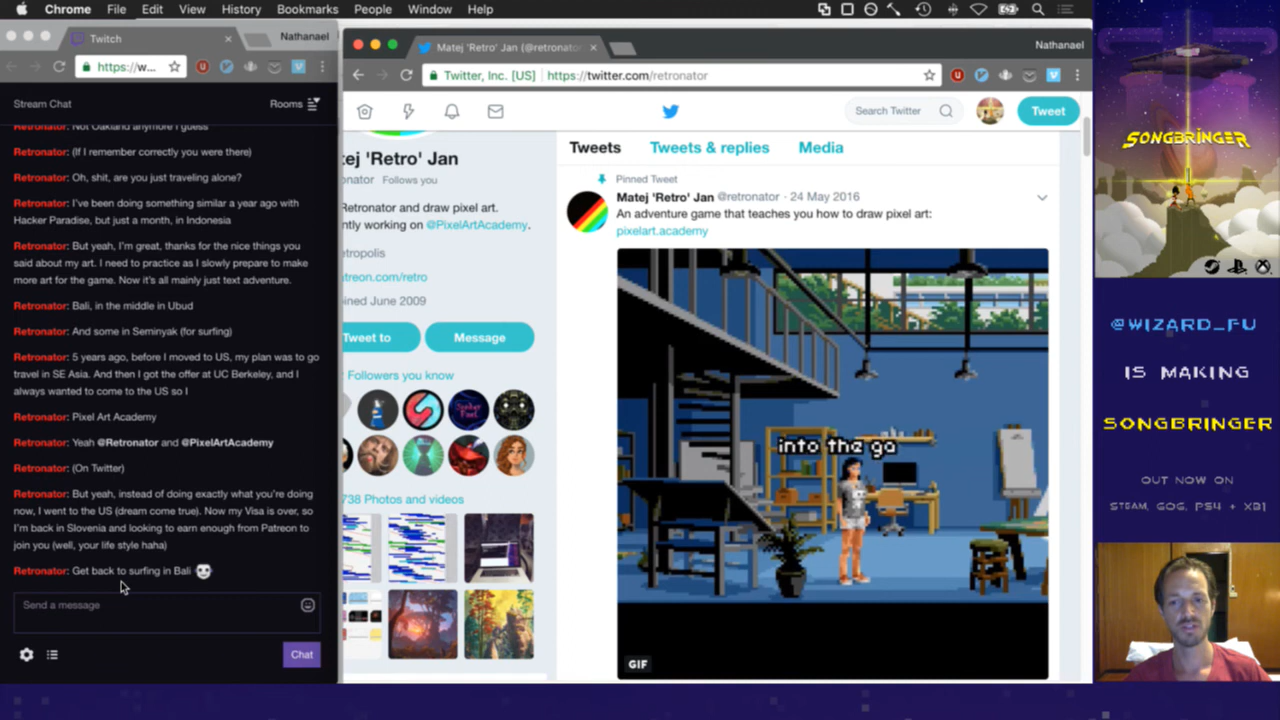 Chrome File Edit View History Bookmarks People Window Help
Twitch
Nathanael
https://w...
Stream Chat
Rooms
Retronator: Not Oakland anymore I guess
Retronator: (If I remember correctly you were there)
Retronator: Oh, shit, are you just traveling alone?
Retronator: I've been doing something similar a year ago with
Hacker Paradise, but just a month, in Indonesia
Retronator: But yeah, I'm great, thanks for the nice things you
said about my art. I need to practice as I slowly prepare to make
more art for the game. Now it's all mainly just text adventure.
Retronator: Bali, in the middle in Ubud
Retronator: And some in Seminyak (for surfing)
Retronator: 5 years ago, before I moved to US, my plan was to go
travel in SE Asia. And then I got the offer at UC Berkeley, and I
always wanted to come to the US so I
Retronator: Pixel Art Academy
Retronator: Yeah @Retronator and @PixelArtAcademy
Retronator: (On Twitter)
Retronator: But yeah, instead of doing exactly what you're doing
now, I went to the US (dream come true). Now my Visa is over, so
I'm back in Slovenia and looking to earn enough from Patreon to
join you (well, your life style haha)
Retronator: Get back to surfing in Bali
Send a message
Chat
Matej 'Retro' Jan (@retronator
Nathanael
Twitter, Inc. [US] https://twitter.com/retronator
Search Twitter
Tweet
tej 'Retro' Jan
onator Follows you
Retronator and draw pixel art.
ntly working on @PixelArtAcademy.
etropolis
atreon.com/retro
oined June 2009
Tweet to
Message
Followers you know
738 Photos and videos
Tweets Tweets & replies Media
Pinned Tweet
Matej 'Retro' Jan @retronator · 24 May 2016
An adventure game that teaches you how to draw pixel art:
pixelart.academy
into the ga
GIF
SONGBRINGER
@WIZARD_FU
IS MAKING
SONGBRINGER
OUT NOW ON
STEAM, GOG, PS4 + XB1